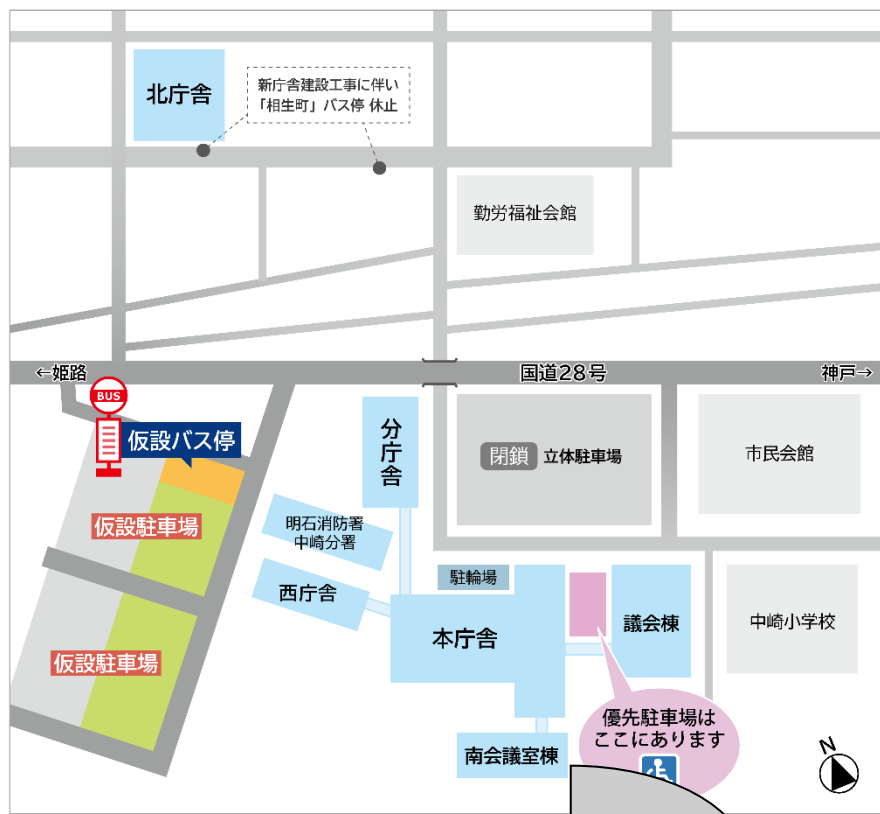 北庁舎
新庁舎建設工事に伴い
「相生町」バス停 休止
勤労福祉会館
←姫路
国道28号
神戸→
BUS
仮設バス停
分庁舎
閉鎖 立体駐車場
市民会館
仮設駐車場
明石消防署
中崎分署
駐輪場
西庁舎
本庁舎
議会棟
中崎小学校
仮設駐車場
優先駐車場は
ここにあります
南会議室棟
N